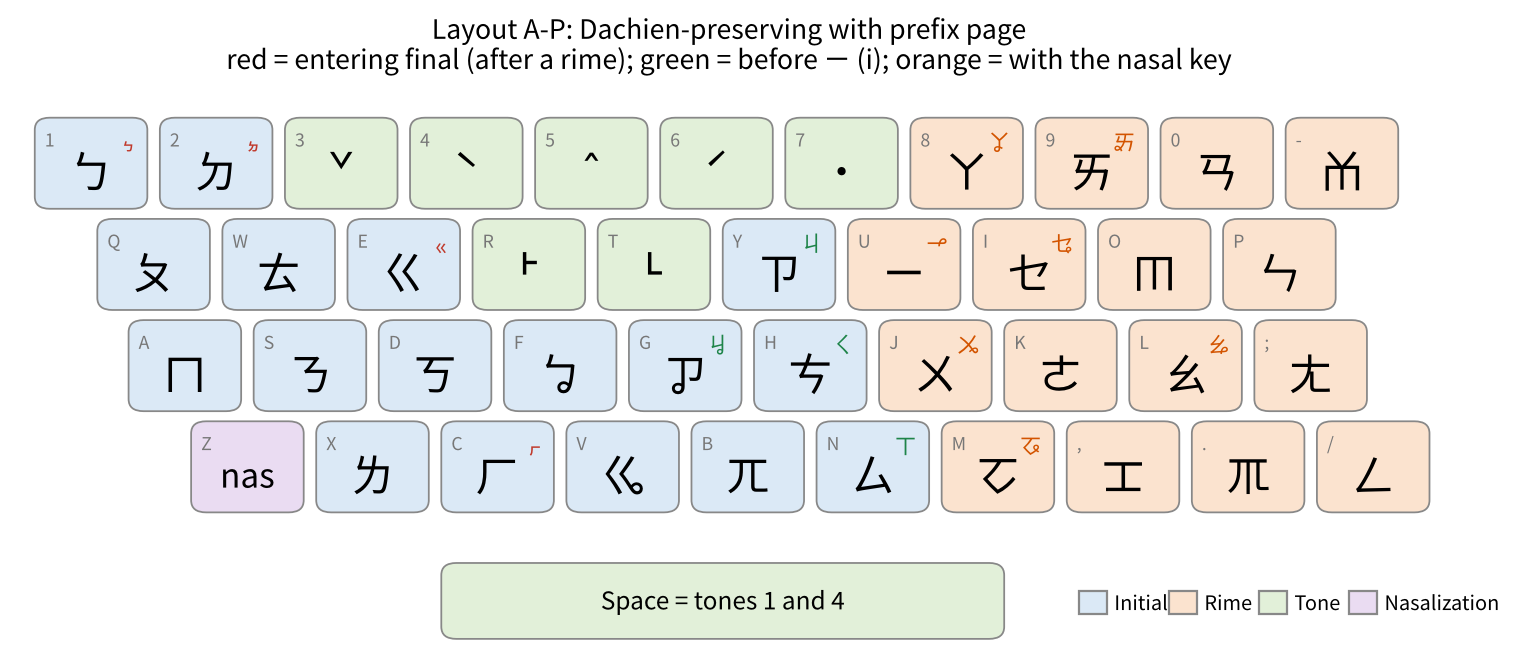 Layout A-P: Dachien-preserving with prefix page
red = entering final (after a rime); green = before ㄧ (i); orange = with the nasal key
1 ㄅ ㆴ 2 ㄉ ㆵ 3 ˇ 4 ˋ 5 ˆ 6 ˊ 7 ˙ 8 ㄚ ㆩ 9 ㄞ ㆮ 0 ㄢ - ㆰ
Q ㄆ W ㄊ E ㄍ ㆶ R ˫ T ˪ Y ㄗ ㄐ U ㄧ ㆪ I ㆤ ㆥ O ㆬ P ㄣ
A ㄇ S ㄋ D ㄎ F ㆠ G ㆡ ㆢ H ㄘ ㄑ J ㄨ ㆫ K ㄜ L ㄠ ㆯ ; ㄤ
Z nas X ㄌ C ㄏ ㆷ V ㆣ B ㄫ N ㄙ ㄒ M ㆦ ㆧ , ㆲ . ㆭ / ㄥ
Space = tones 1 and 4
Initial Rime Tone Nasalization